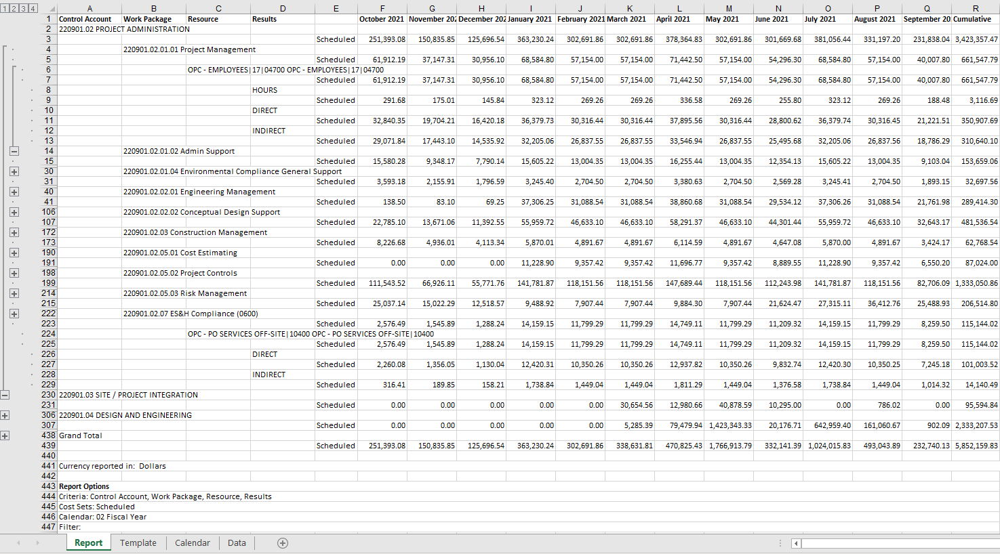 1 2 3 4 A B C D E F G H I J K L M N O P Q R
1 Control Account Work Package Resource Results October 2021 November 202 December 202 January 2021 February 2021 March 2021 April 2021 May 2021 June 2021 July 2021 August 2021 September 20 Cumulative
2 220901.02 PROJECT ADMINISTRATION
3 Scheduled 251,393.08 150,835.85 125,696.54 363,230.24 302,691.86 302,691.86 378,364.83 302,691.86 301,669.68 381,056.44 331,197.20 231,838.04 3,423,357.47
4 220901.02.01.01 Project Management
5 Scheduled 61,912.19 37,147.31 30,956.10 68,584.80 57,154.00 57,154.00 71,442.50 57,154.00 54,296.30 68,584.80 57,154.00 40,007.80 661,547.79
6 OPC - EMPLOYEES|17|04700 OPC - EMPLOYEES|17|04700
7 Scheduled 61,912.19 37,147.31 30,956.10 68,584.80 57,154.00 57,154.00 71,442.50 57,154.00 54,296.30 68,584.80 57,154.00 40,007.80 661,547.79
8 HOURS
9 Scheduled 291.68 175.01 145.84 323.12 269.26 269.26 336.58 269.26 255.80 323.12 269.26 188.48 3,116.69
10 DIRECT
11 Scheduled 32,840.35 19,704.21 16,420.18 36,379.73 30,316.44 30,316.44 37,895.56 30,316.44 28,800.62 36,379.74 30,316.45 21,221.51 350,907.69
12 INDIRECT
13 Scheduled 29,071.84 17,443.10 14,535.92 32,205.06 26,837.55 26,837.55 33,546.94 26,837.55 25,495.68 32,205.06 26,837.56 18,786.29 310,640.10
14 220901.02.01.02 Admin Support
15 Scheduled 15,580.28 9,348.17 7,790.14 15,605.22 13,004.35 13,004.35 16,255.44 13,004.35 12,354.13 15,605.22 13,004.35 9,103.04 153,659.06
30 220901.02.01.04 Environmental Compliance General Support
31 Scheduled 3,593.18 2,155.91 1,796.59 3,245.40 2,704.50 2,704.50 3,380.63 2,704.50 2,569.28 3,245.41 2,704.50 1,893.15 32,697.56
40 220901.02.02.01 Engineering Management
41 Scheduled 138.50 83.10 69.25 37,306.25 31,088.54 31,088.54 38,860.68 31,088.54 29,534.12 37,306.26 31,088.54 21,761.98 289,414.30
106 220901.02.02.02 Conceptual Design Support
107 Scheduled 22,785.10 13,671.06 11,392.55 55,959.72 46,633.10 46,633.10 58,291.37 46,633.10 44,301.44 55,959.72 46,633.10 32,643.17 481,536.54
172 220901.02.03 Construction Management
173 Scheduled 8,226.68 4,936.01 4,113.34 5,870.01 4,891.67 4,891.67 6,114.59 4,891.67 4,647.08 5,870.00 4,891.67 3,424.17 62,768.54
190 220901.02.05.01 Cost Estimating
191 Scheduled 0.00 0.00 0.00 11,228.90 9,357.42 9,357.42 11,696.77 9,357.42 8,889.55 11,228.90 9,357.42 6,550.20 87,024.00
198 220901.02.05.02 Project Controls
199 Scheduled 111,543.52 66,926.11 55,771.76 141,781.87 118,151.56 118,151.56 147,689.44 118,151.56 112,243.98 141,781.87 118,151.56 82,706.09 1,333,050.86
214 220901.02.05.03 Risk Management
215 Scheduled 25,037.14 15,022.29 12,518.57 9,488.92 7,907.44 7,907.44 9,884.30 7,907.44 21,624.47 27,315.11 36,412.76 25,488.93 206,514.80
222 220901.02.07 ES&H Compliance (0600)
223 Scheduled 2,576.49 1,545.89 1,288.24 14,159.15 11,799.29 11,799.29 14,749.11 11,799.29 11,209.32 14,159.15 11,799.29 8,259.50 115,144.02
224 OPC - PO SERVICES OFF-SITE|10400 OPC - PO SERVICES OFF-SITE|10400
225 Scheduled 2,576.49 1,545.89 1,288.24 14,159.15 11,799.29 11,799.29 14,749.11 11,799.29 11,209.32 14,159.15 11,799.29 8,259.50 115,144.02
226 DIRECT
227 Scheduled 2,260.08 1,356.05 1,130.04 12,420.31 10,350.26 10,350.26 12,937.82 10,350.26 9,832.74 12,420.30 10,350.25 7,245.18 101,003.52
228 INDIRECT
229 Scheduled 316.41 189.85 158.21 1,738.84 1,449.04 1,449.04 1,811.29 1,449.04 1,376.58 1,738.84 1,449.04 1,014.32 14,140.49
230 220901.03 SITE / PROJECT INTEGRATION
231 Scheduled 0.00 0.00 0.00 0.00 0.00 30,654.56 12,980.66 40,878.59 10,295.00 0.00 786.02 0.00 95,594.84
306 220901.04 DESIGN AND ENGINEERING
307 Scheduled 0.00 0.00 0.00 0.00 0.00 5,285.39 79,479.94 1,423,343.33 20,176.71 642,959.40 161,060.67 902.09 2,333,207.53
438 Grand Total
439 Scheduled 251,393.08 150,835.85 125,696.54 363,230.24 302,691.86 338,631.81 470,825.43 1,766,913.79 332,141.39 1,024,015.83 493,043.89 232,740.13 5,852,159.83
440
441 Currency reported in: Dollars
442
443 Report Options
444 Criteria: Control Account, Work Package, Resource, Results
445 Cost Sets: Scheduled
446 Calendar: 02 Fiscal Year
447 Filter:
Report Template Calendar Data